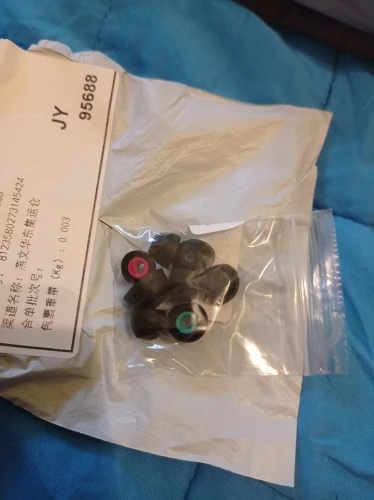 JY
95688
812358027З145424
渠道名称：燕文华东集运仓
合单批次号：
包裹重量（Kg）：0.003